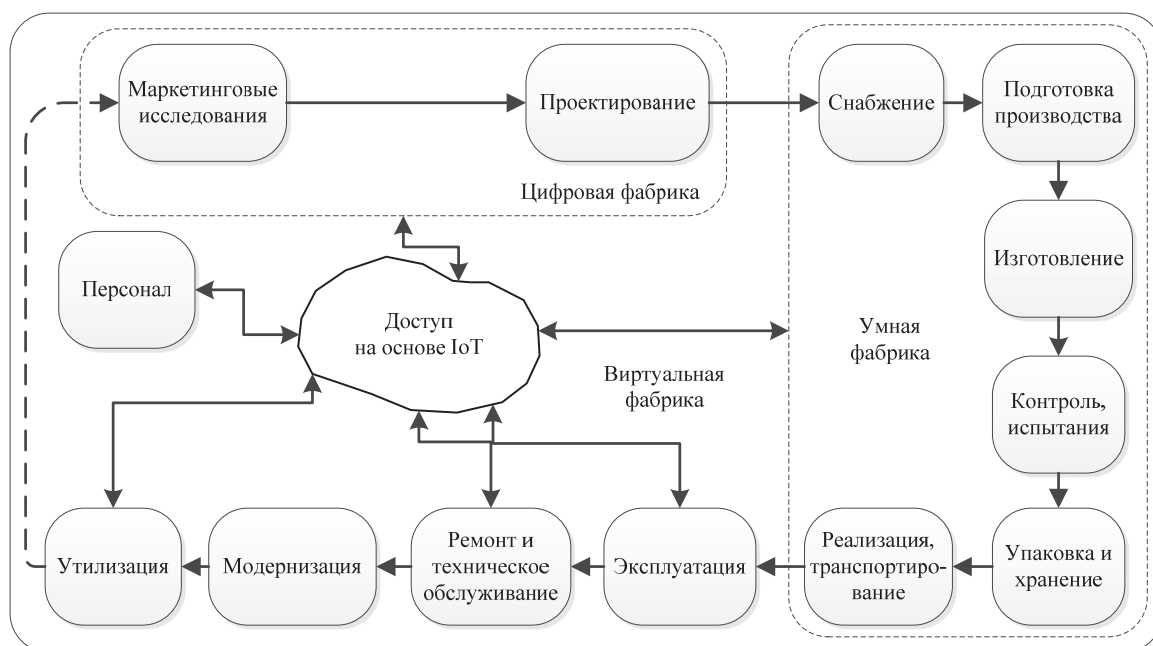 Маркетинговые
исследования
Проектирование
Снабжение
Подготовка
производства
Цифровая фабрика
Изготовление
Персонал
Доступ
на основе IoT
Умная
фабрика
Виртуальная
фабрика
Контроль,
испытания
Утилизация
Модернизация
Ремонт и
техническое
обслуживание
Эксплуатация
Реализация,
транспортиро-
вание
Упаковка и
хранение